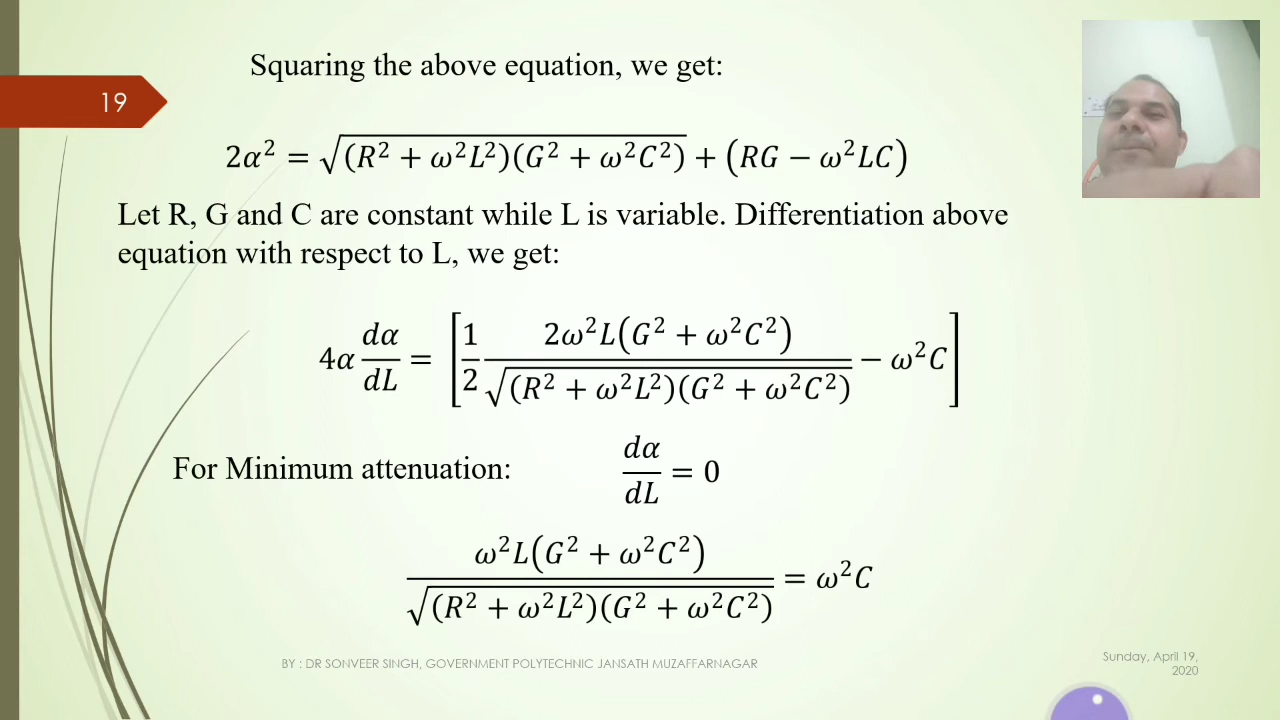 Squaring the above equation, we get:
19
2α² = √(R² + ω²L²)(G² + ω²C²) + (RG − ω²LC)
Let R, G and C are constant while L is variable. Differentiation above
equation with respect to L, we get:
4α dα/dL = [1/2 2ω²L(G² + ω²C²)/√(R² + ω²L²)(G² + ω²C²) − ω²C]
For Minimum attenuation: dα/dL = 0
ω²L(G² + ω²C²)/√(R² + ω²L²)(G² + ω²C²) = ω²C
BY : DR SONVEER SINGH, GOVERNMENT POLYTECHNIC JANSATH MUZAFFARNAGAR
Sunday, April 19,
2020